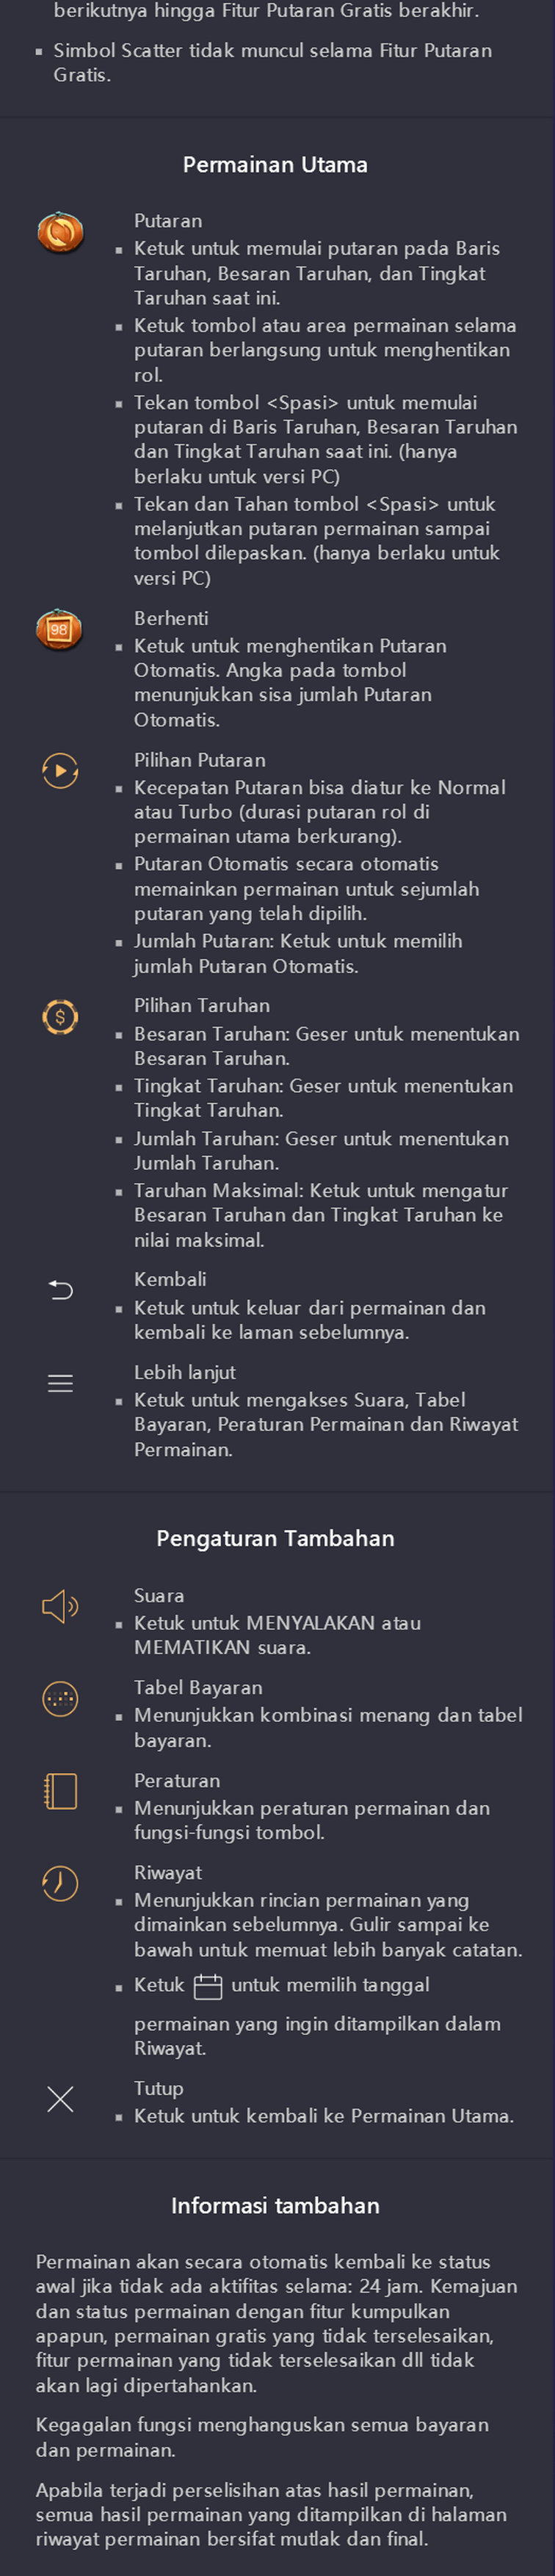 berikutnya hingga Fitur Putaran Gratis berakhir.
Simbol Scatter tidak muncul selama Fitur Putaran
Gratis.
Permainan Utama
Putaran
Ketuk untuk memulai putaran pada Baris
Taruhan, Besaran Taruhan, dan Tingkat
Taruhan saat ini.
Ketuk tombol atau area permainan selama
putaran berlangsung untuk menghentikan
rol.
Tekan tombol <Spasi> untuk memulai
putaran di Baris Taruhan, Besaran Taruhan
dan Tingkat Taruhan saat ini. (hanya
berlaku untuk versi PC)
Tekan dan Tahan tombol <Spasi> untuk
melanjutkan putaran permainan sampai
tombol dilepaskan. (hanya berlaku untuk
versi PC)
98
Berhenti
Ketuk untuk menghentikan Putaran
Otomatis. Angka pada tombol
menunjukkan sisa jumlah Putaran
Otomatis.
Pilihan Putaran
Kecepatan Putaran bisa diatur ke Normal
atau Turbo (durasi putaran rol di
permainan utama berkurang).
Putaran Otomatis secara otomatis
memainkan permainan untuk sejumlah
putaran yang telah dipilih.
Jumlah Putaran: Ketuk untuk memilih
jumlah Putaran Otomatis.
$
Pilihan Taruhan
Besaran Taruhan: Geser untuk menentukan
Besaran Taruhan.
Tingkat Taruhan: Geser untuk menentukan
Tingkat Taruhan.
Jumlah Taruhan: Geser untuk menentukan
Jumlah Taruhan.
Taruhan Maksimal: Ketuk untuk mengatur
Besaran Taruhan dan Tingkat Taruhan ke
nilai maksimal.
Kembali
Ketuk untuk keluar dari permainan dan
kembali ke laman sebelumnya.
Lebih lanjut
Ketuk untuk mengakses Suara, Tabel
Bayaran, Peraturan Permainan dan Riwayat
Permainan.
Pengaturan Tambahan
Suara
Ketuk untuk MENYALAKAN atau
MEMATIKAN suara.
Tabel Bayaran
Menunjukkan kombinasi menang dan tabel
bayaran.
Peraturan
Menunjukkan peraturan permainan dan
fungsi-fungsi tombol.
Riwayat
Menunjukkan rincian permainan yang
dimainkan sebelumnya. Gulir sampai ke
bawah untuk memuat lebih banyak catatan.
Ketuk untuk memilih tanggal
permainan yang ingin ditampilkan dalam
Riwayat.
Tutup
Ketuk untuk kembali ke Permainan Utama.
Informasi tambahan
Permainan akan secara otomatis kembali ke status
awal jika tidak ada aktifitas selama: 24 jam. Kemajuan
dan status permainan dengan fitur kumpulkan
apapun, permainan gratis yang tidak terselesaikan,
fitur permainan yang tidak terselesaikan dll tidak
akan lagi dipertahankan.
Kegagalan fungsi menghanguskan semua bayaran
dan permainan.
Apabila terjadi perselisihan atas hasil permainan,
semua hasil permainan yang ditampilkan di halaman
riwayat permainan bersifat mutlak dan final.